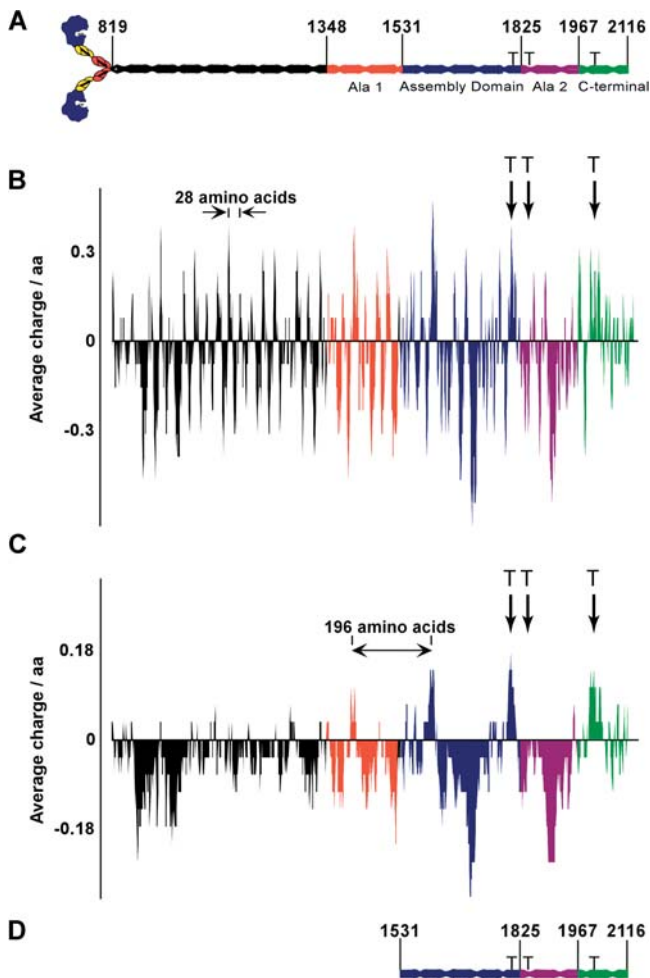 A
819 1348 1531 1825 1967 2116
T T T
Ala 1 Assembly Domain Ala 2 C-terminal
B
T T T
28 amino acids
0.3
0
-0.3
Average charge / aa
C
T T T
196 amino acids
0.18
0
-0.18
Average charge / aa
D
1531 1825 1967 2116
T T T